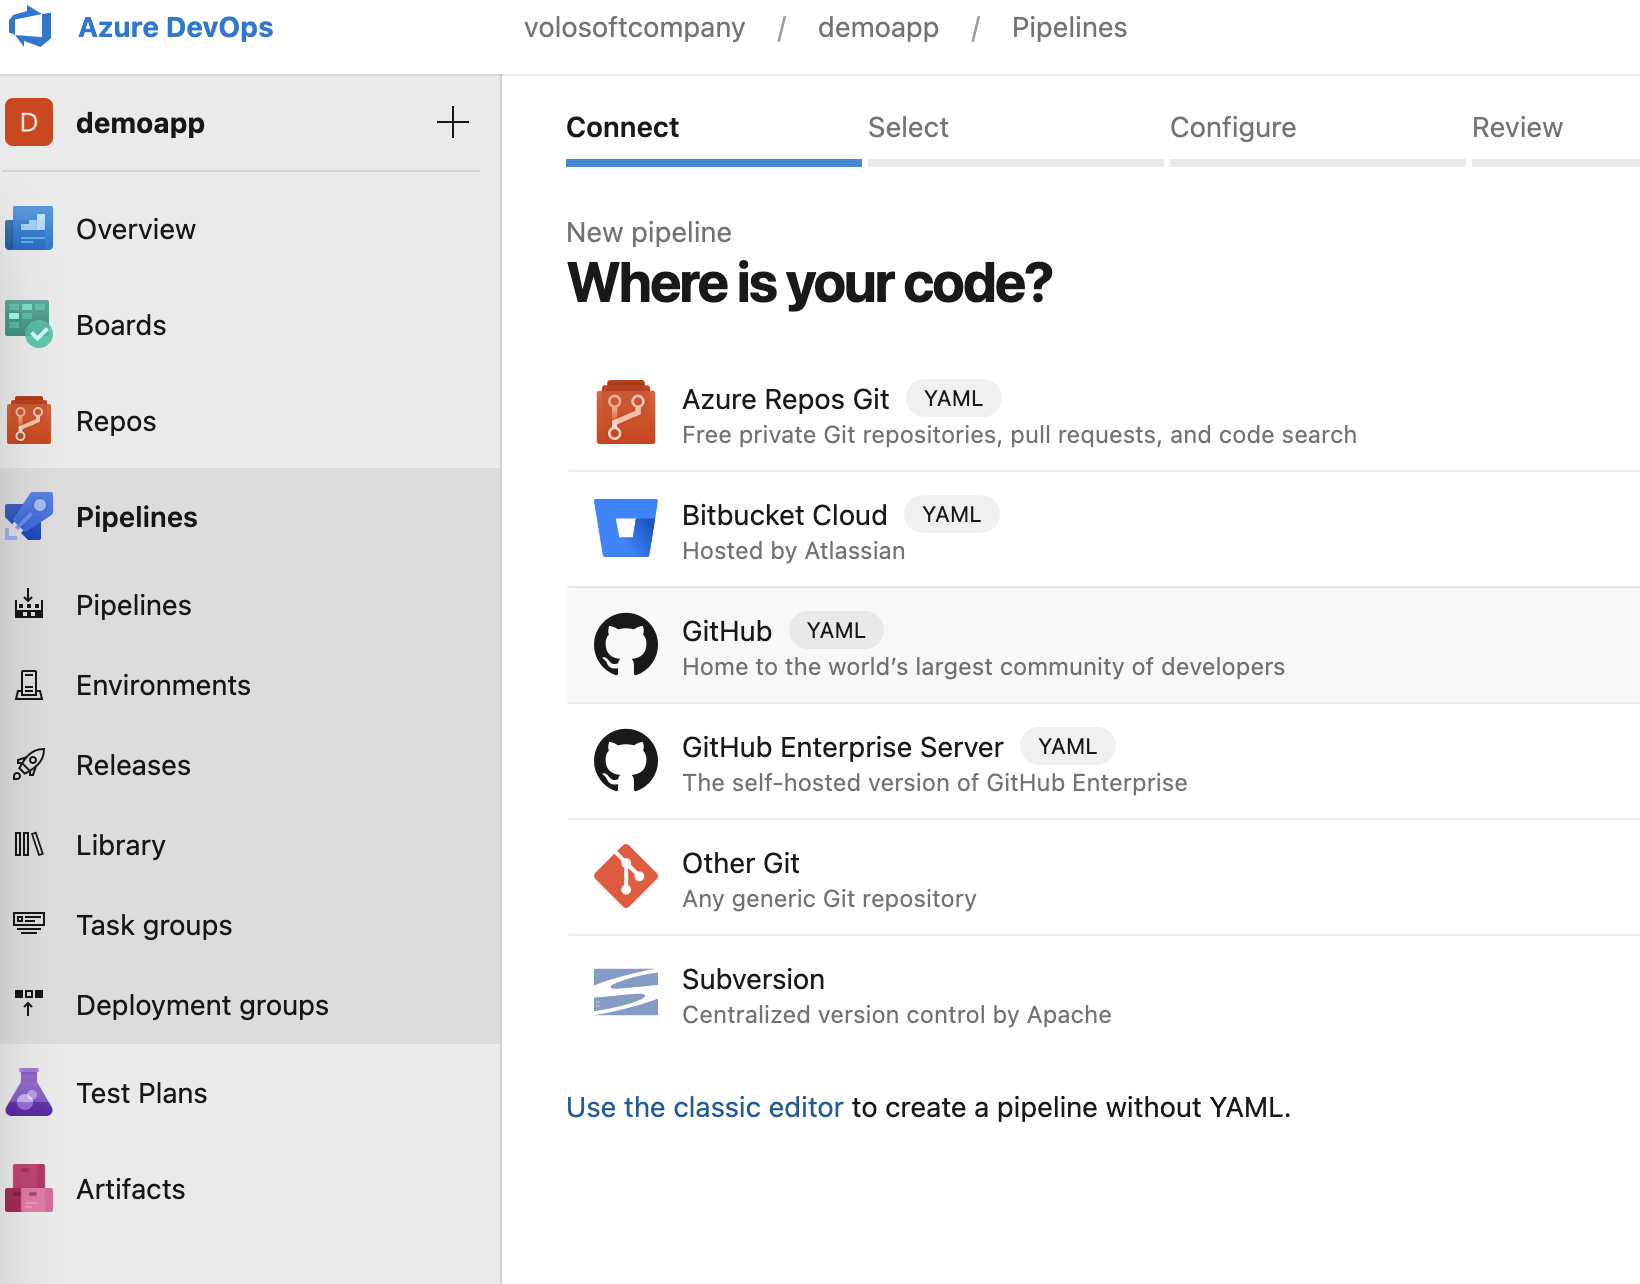 Azure DevOps
volosoftcompany / demoapp / Pipelines
D demoapp
Overview
Boards
Repos
Pipelines
Pipelines
Environments
Releases
Library
Task groups
Deployment groups
Test Plans
Artifacts
Connect Select Configure Review
New pipeline
Where is your code?
Azure Repos Git YAML
Free private Git repositories, pull requests, and code search
Bitbucket Cloud YAML
Hosted by Atlassian
GitHub YAML
Home to the world’s largest community of developers
GitHub Enterprise Server YAML
The self-hosted version of GitHub Enterprise
Other Git
Any generic Git repository
Subversion
Centralized version control by Apache
Use the classic editor to create a pipeline without YAML.